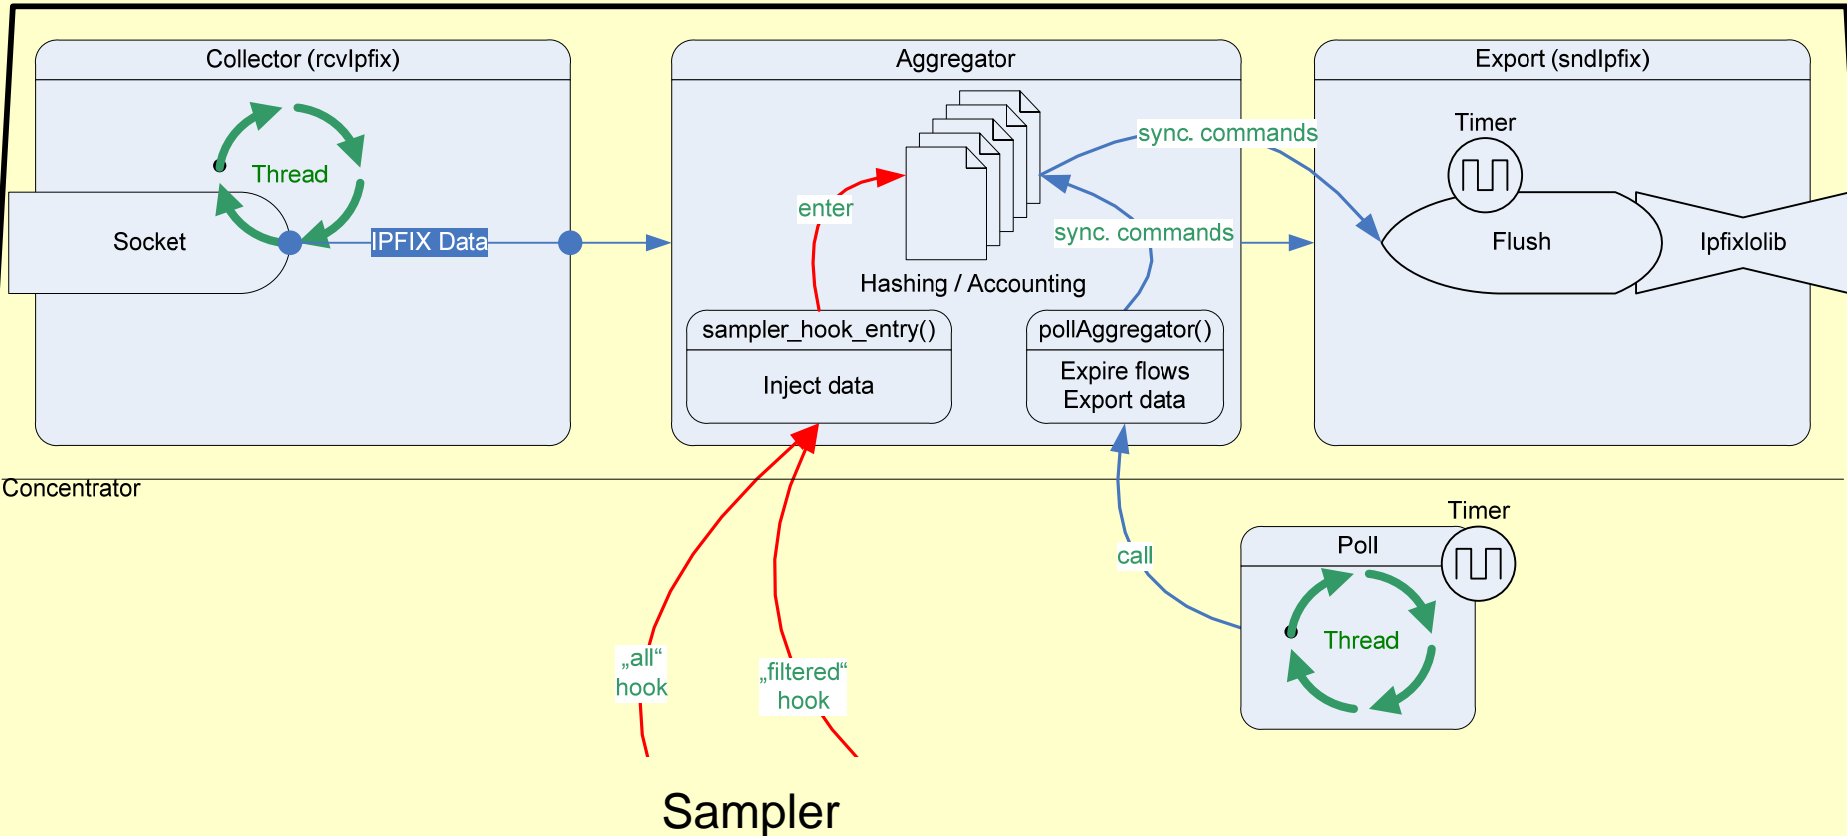 Collector (rcvIpfix)
Aggregator
Export (sndIpfix)
Timer
sync. commands
Thread
enter
sync. commands
Socket
IPFIX Data
Flush
Ipfixlolib
Hashing / Accounting
sampler_hook_entry()
pollAggregator()
Inject data
Expire flows
Export data
Concentrator
Timer
Poll
call
Thread
„all“
hook
„filtered“
hook
Sampler